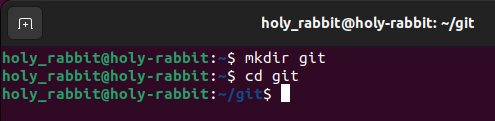 holy_rabbit@holy-rabbit: ~/git
holy_rabbit@holy-rabbit:~$ mkdir git
holy_rabbit@holy-rabbit:~$ cd git
holy_rabbit@holy-rabbit:~/git$